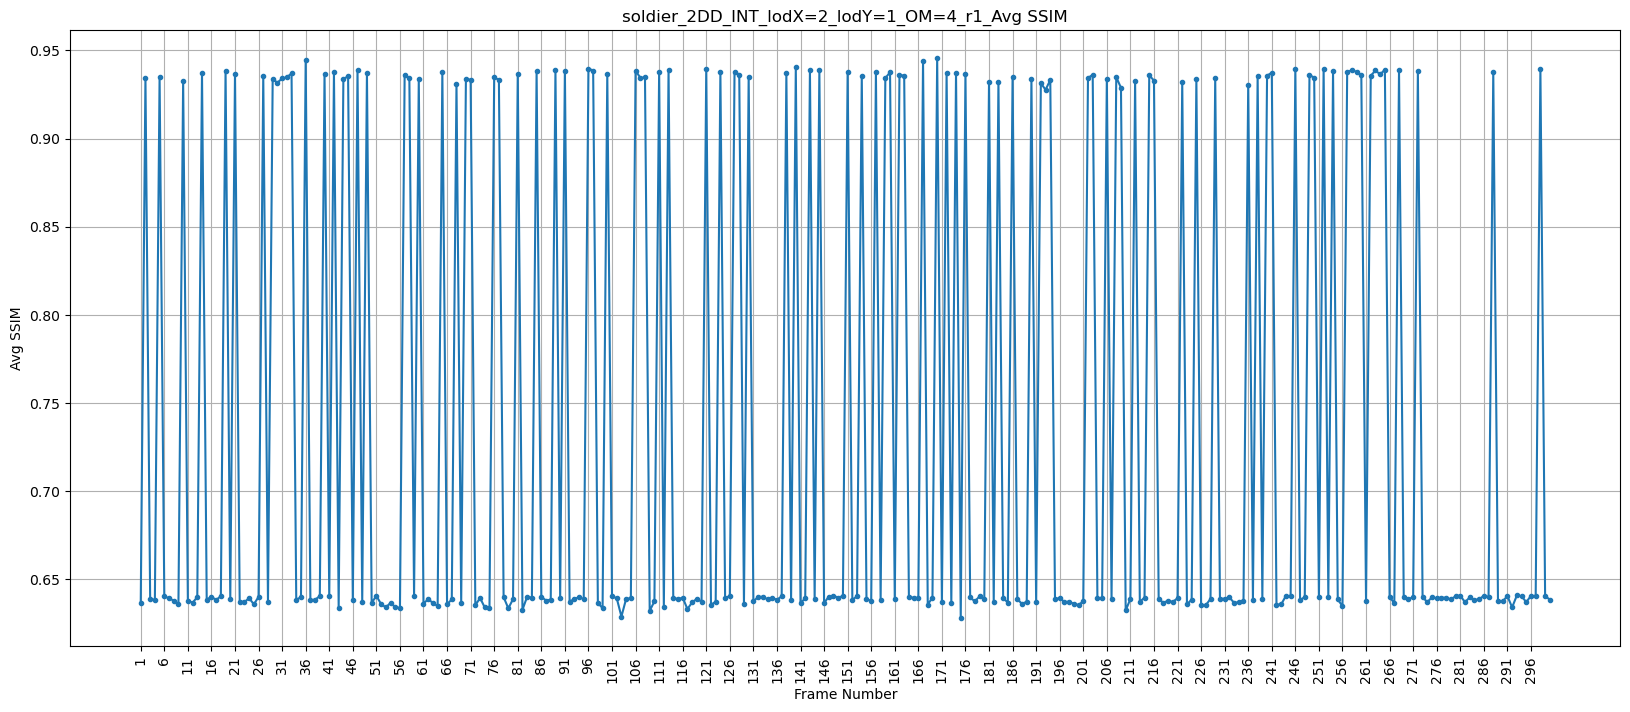 soldier_2DD_INT_lodX=2_lodY=1_OM=4_r1_Avg SSIM
0.95
0.90
0.85
0.80
0.75
0.70
0.65
Avg SSIM
1 6 11 16 21 26 31 36 41 46 51 56 61 66 71 76 81 86 91 96 101 106 111 116 121 126 131 136 141 146 151 156 161 166 171 176 181 186 191 196 201 206 211 216 221 226 231 236 241 246 251 256 261 266 271 276 281 286 291 296
Frame Number